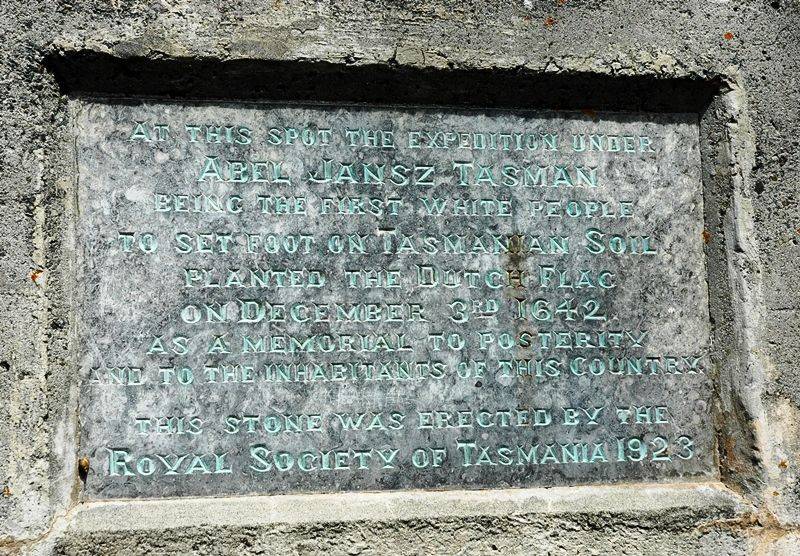 AT THIS SPOT THE EXPEDITION UNDER
ABEL JANSZ TASMAN
BEING THE FIRST WHITE PEOPLE
TO SET FOOT ON TASMANIAN SOIL
PLANTED THE DUTCH FLAG
ON DECEMBER 3RD 1642
AS A MEMORIAL TO POSTERITY
AND TO THE INHABITANTS OF THIS COUNTRY.
THIS STONE WAS ERECTED BY THE
ROYAL SOCIETY OF TASMANIA 1923